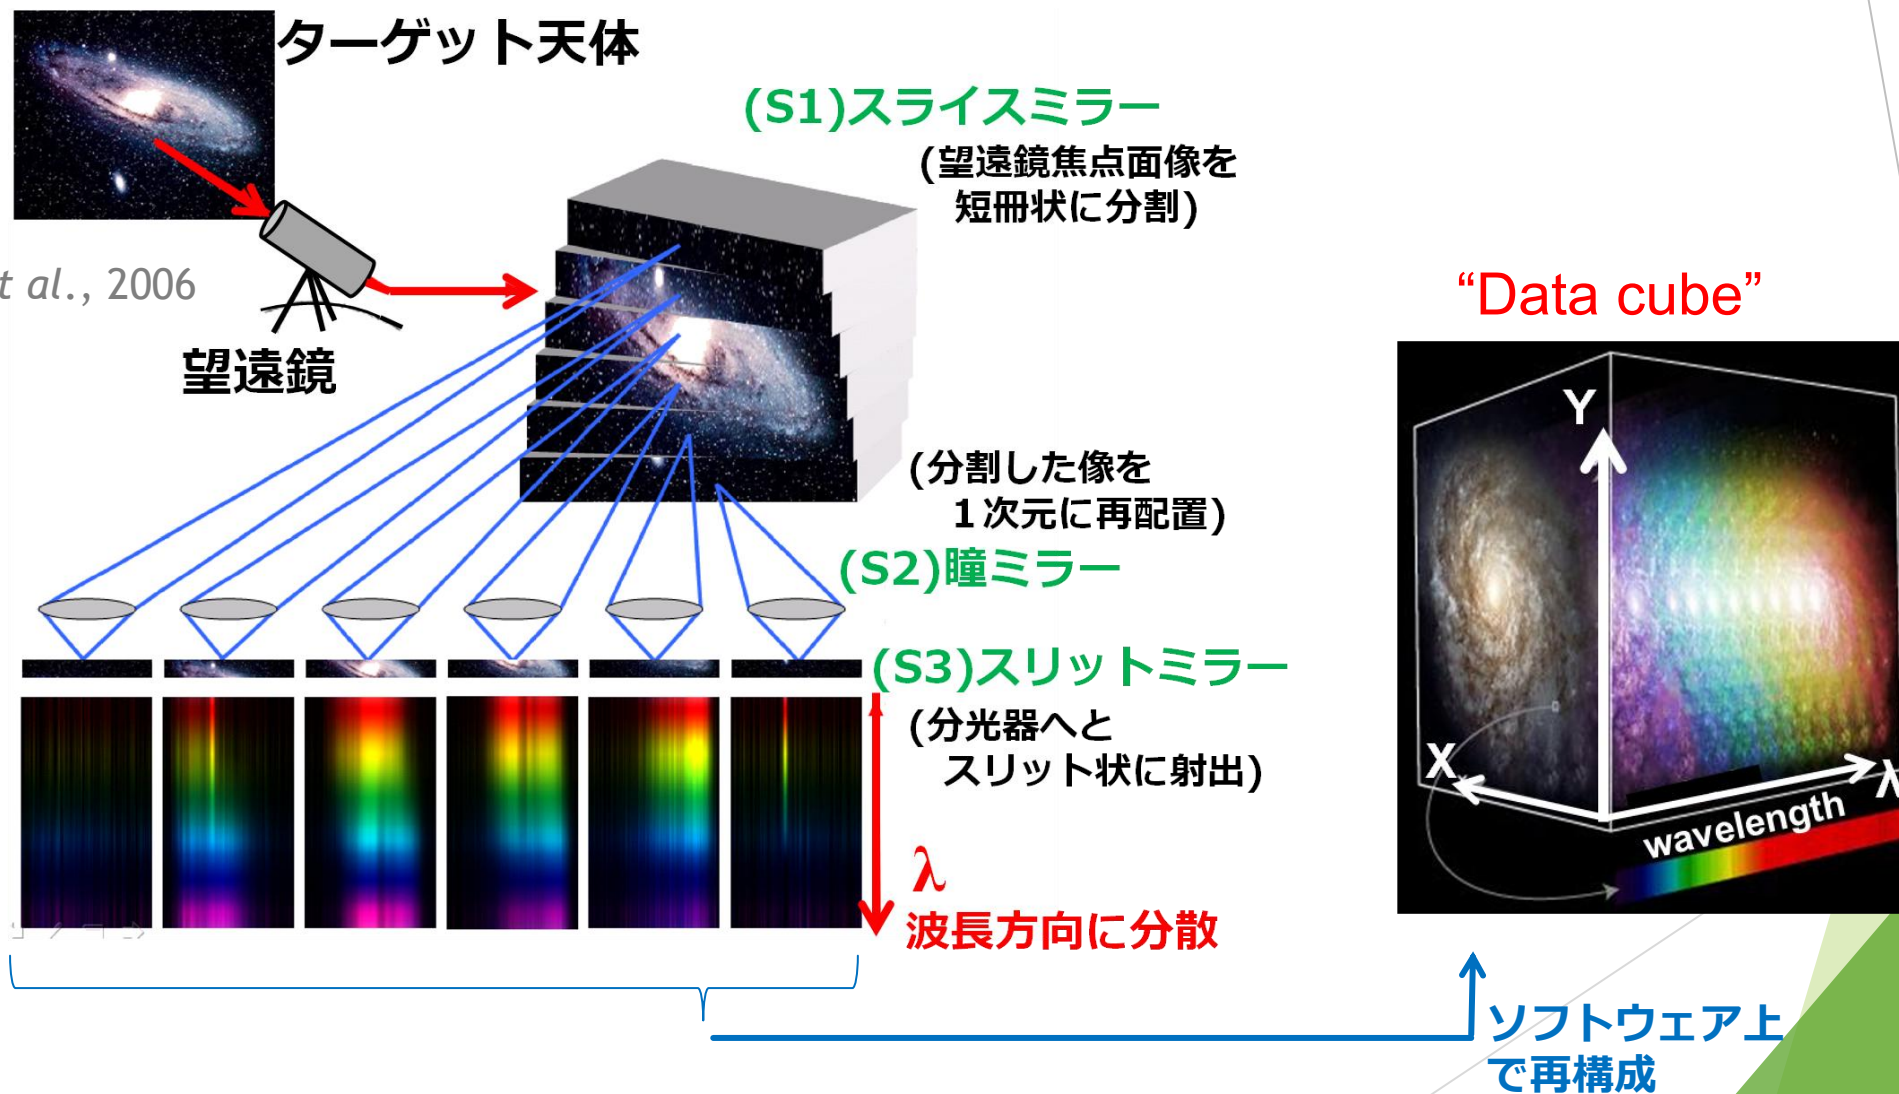 ターゲット天体
(S1)スライスミラー
(望遠鏡焦点面像を
短冊状に分割)
t al., 2006
望遠鏡
(分割した像を
１次元に再配置)
(S2)瞳ミラー
(S3)スリットミラー
(分光器へと
スリット状に射出)
λ
波長方向に分散
“Data cube”
Y
X
λ
wavelength
ソフトウェア上
で再構成